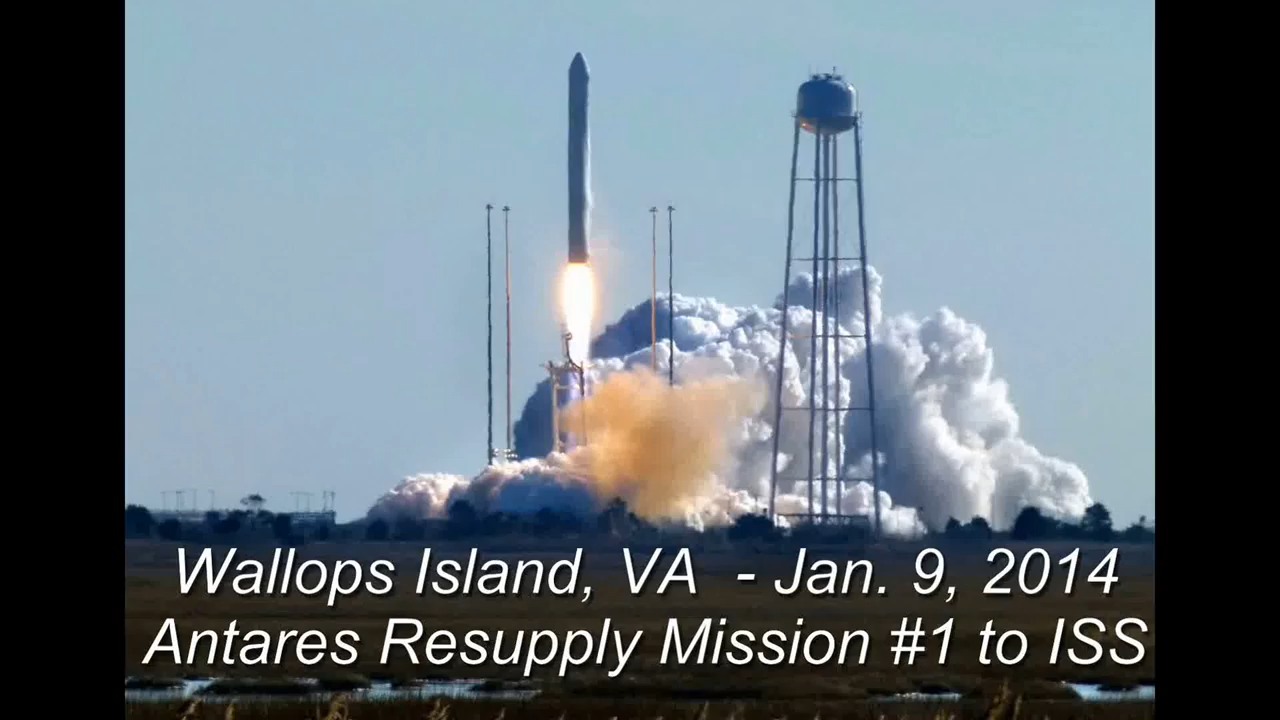 Wallops Island, VA - Jan. 9, 2014
Antares Resupply Mission #1 to ISS